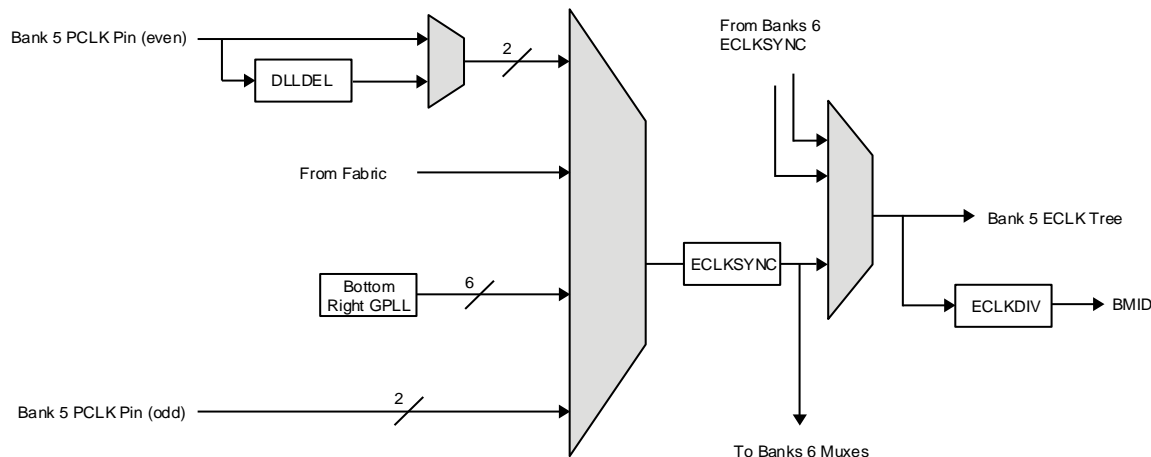 From Banks 6
ECLKSYNC
Bank 5 PCLK Pin (even)
2
DLLDEL
From Fabric
Bank 5 ECLK Tree
ECLKSYNC
Bottom
Right GPLL
6
ECLKDIV
BMID
Bank 5 PCLK Pin (odd)
2
To Banks 6 Muxes